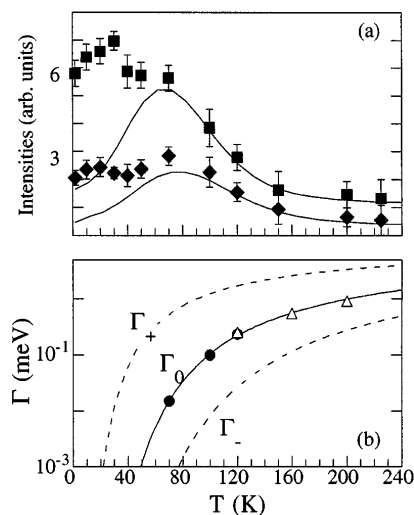 (a)
Intensities (arb. units)
6
3
(b)
Γ (meV)
10⁻¹
10⁻³
Γ₊
Γ₀
Γ₋
0 40 80 120 160 200 240
T (K)